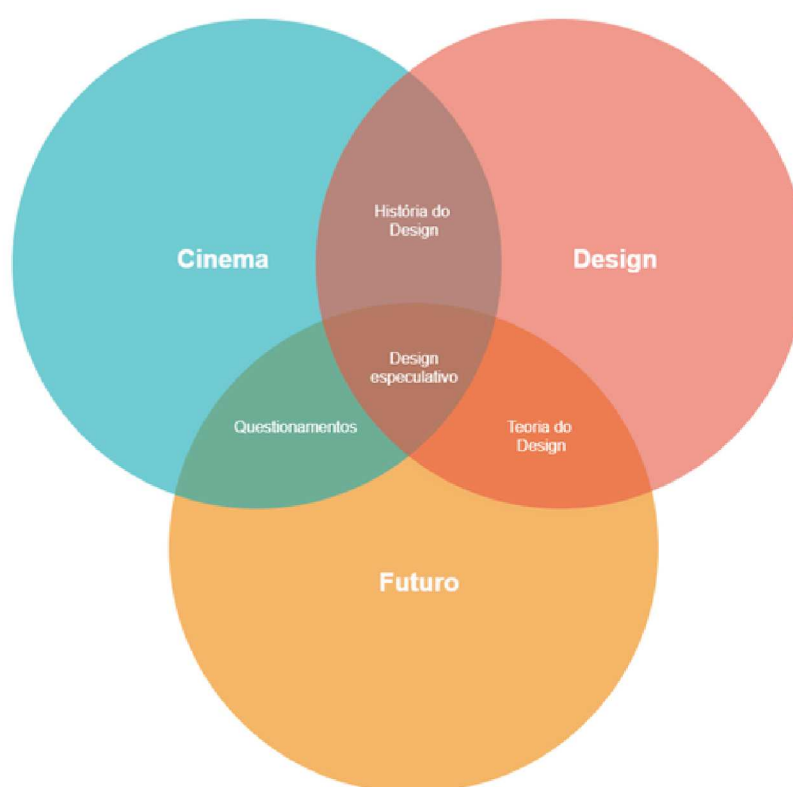 História do
Design
Cinema
Design
Design
especulativo
Questionamentos
Teoria do
Design
Futuro